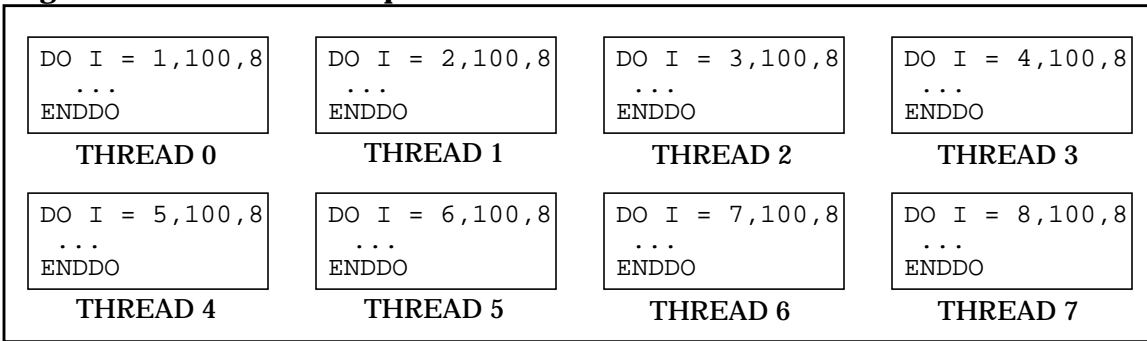 DO I = 1,100,8
...
ENDDO
THREAD 0
DO I = 2,100,8
...
ENDDO
THREAD 1
DO I = 3,100,8
...
ENDDO
THREAD 2
DO I = 4,100,8
...
ENDDO
THREAD 3
DO I = 5,100,8
...
ENDDO
THREAD 4
DO I = 6,100,8
...
ENDDO
THREAD 5
DO I = 7,100,8
...
ENDDO
THREAD 6
DO I = 8,100,8
...
ENDDO
THREAD 7